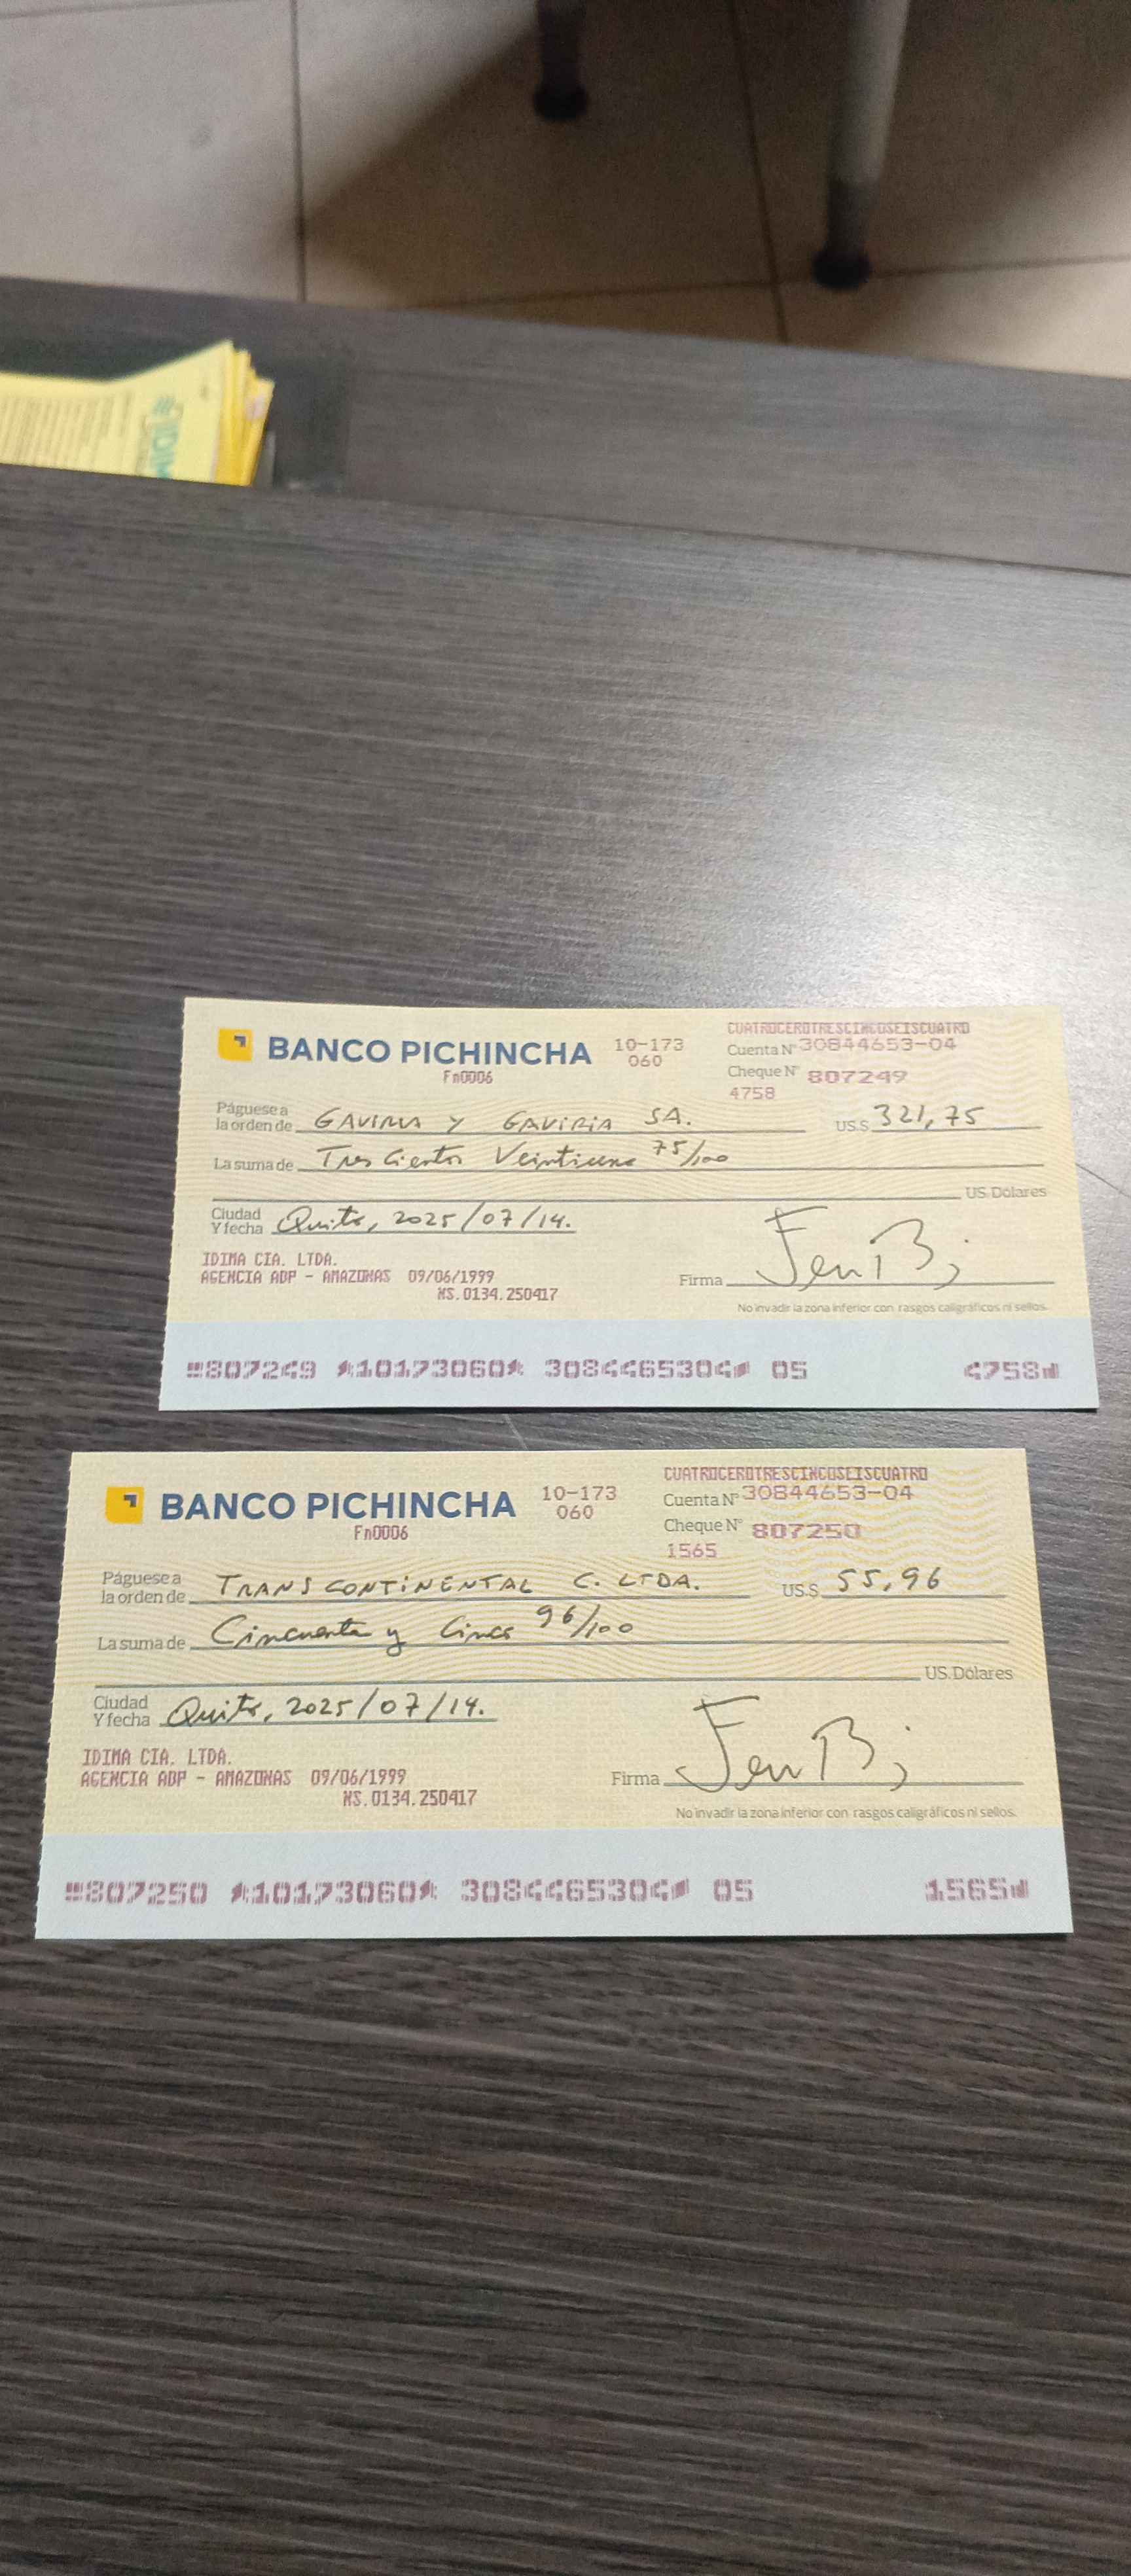 BANCO PICHINCHA
Fn0006
10-173
060
CUATROCEROTRESCINCOSEISCUATRO
Cuenta N° 30844653-04
Cheque N° 807249
4758
Páguese a
la orden de GAVIRIA Y GAVIRIA SA. US.$ 321,75
La suma de Tres Cientos Veintiuno 75/100
US. Dólares
Ciudad
Y fecha Quito, 2025/07/14.
IDIMA CIA. LTDA.
AGENCIA ADP - AMAZONAS 09/06/1999
MS.0134.250417
Firma
No invadir la zona inferior con rasgos caligráficos ni sellos.
807249 10173060 3084465304 05 4758
BANCO PICHINCHA
Fn0006
10-173
060
CUATROCEROTRESCINCOSEISCUATRO
Cuenta N° 30844653-04
Cheque N° 807250
1565
Páguese a
la orden de TRANSCONTINENTAL C. LTDA. US.$ 55,96
La suma de Cincuenta y Cinco 96/100
US. Dólares
Ciudad
Y fecha Quito, 2025/07/14.
IDIMA CIA. LTDA.
AGENCIA ADP - AMAZONAS 09/06/1999
MS.0134.250417
Firma
No invadir la zona inferior con rasgos caligráficos ni sellos.
807250 10173060 3084465304 05 1565